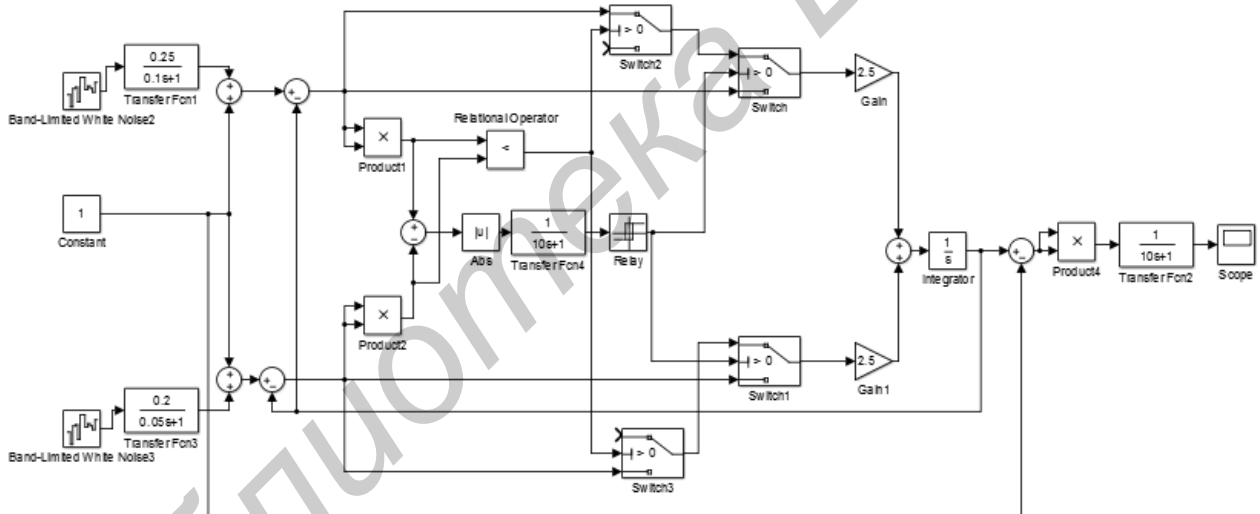 0.25
0.1s+1
Transfer Fcn1
Band-Limited White Noise2
> 0
Switch2
> 0
Switch
2.5
Gain
Relational Operator
<
×
Product1
1
Constant
|u|
Abs
1
10s+1
Transfer Fcn4
Relay
1
s
Integrator
×
Product4
1
10s+1
Transfer Fcn2
Scope
×
Product2
> 0
Switch1
2.5
Gain1
0.2
0.05s+1
Transfer Fcn3
Band-Limited White Noise3
> 0
Switch3